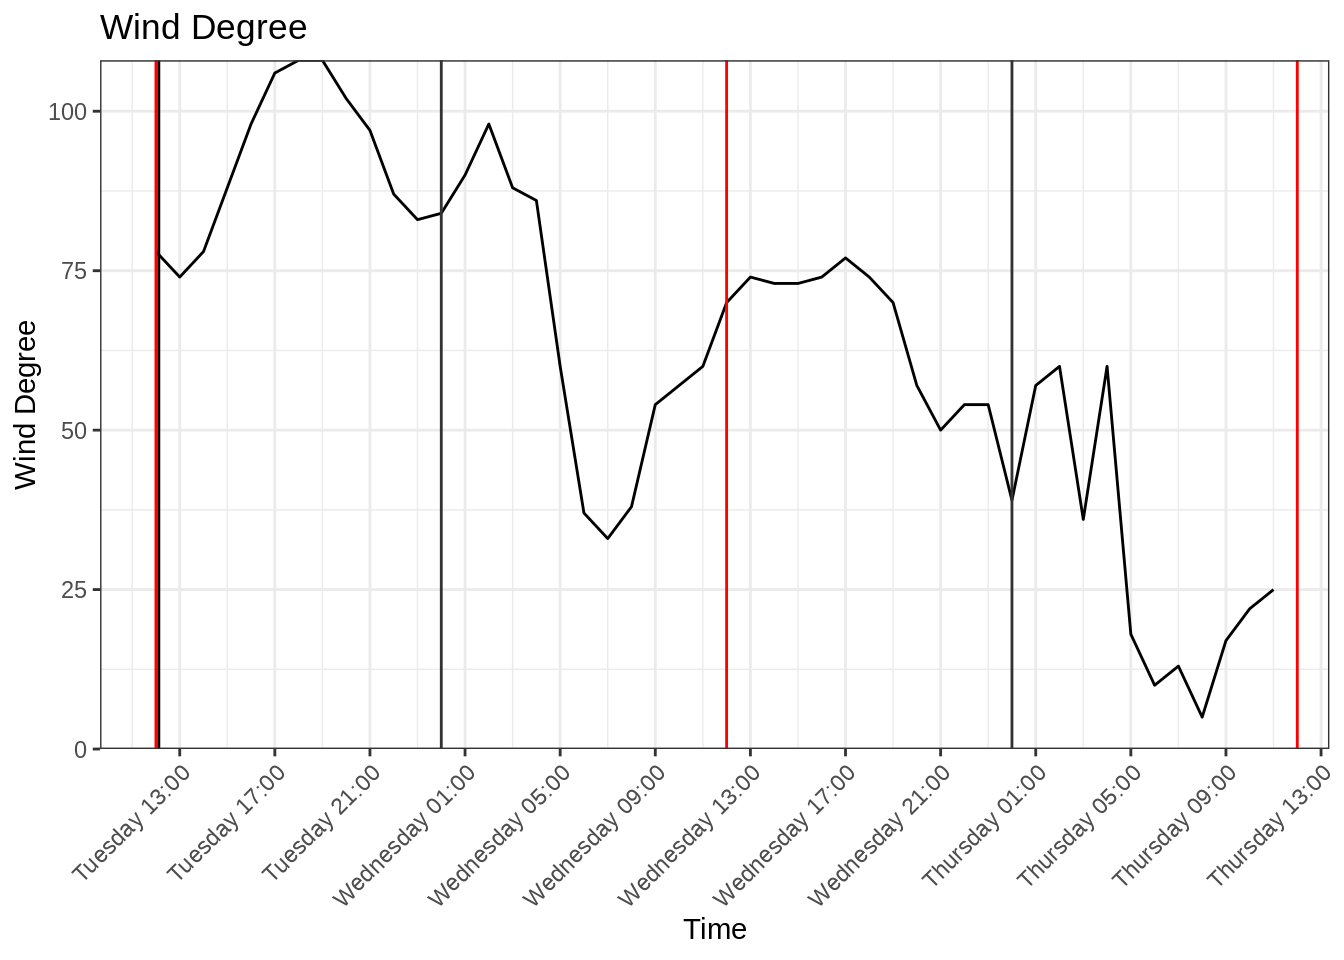 Wind Degree
Wind Degree
100
75
50
25
0
Tuesday 13:00
Tuesday 17:00
Tuesday 21:00
Wednesday 01:00
Wednesday 05:00
Wednesday 09:00
Wednesday 13:00
Wednesday 17:00
Wednesday 21:00
Thursday 01:00
Thursday 05:00
Thursday 09:00
Thursday 13:00
Time